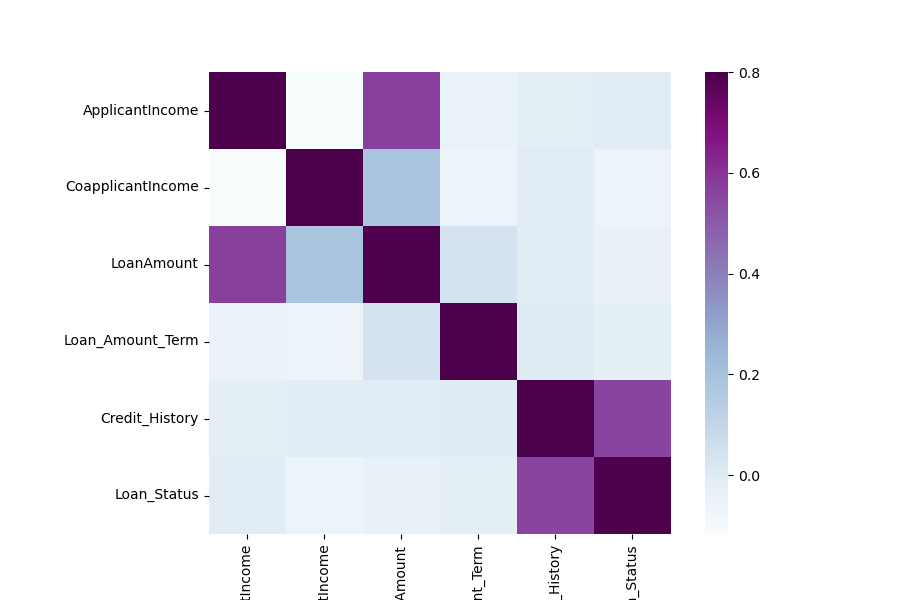 ApplicantIncome
CoapplicantIncome
LoanAmount
Loan_Amount_Term
Credit_History
Loan_Status
0.8
0.6
0.4
0.2
0.0
tIncome
tIncome
Amount
nt_Term
_History
_Status